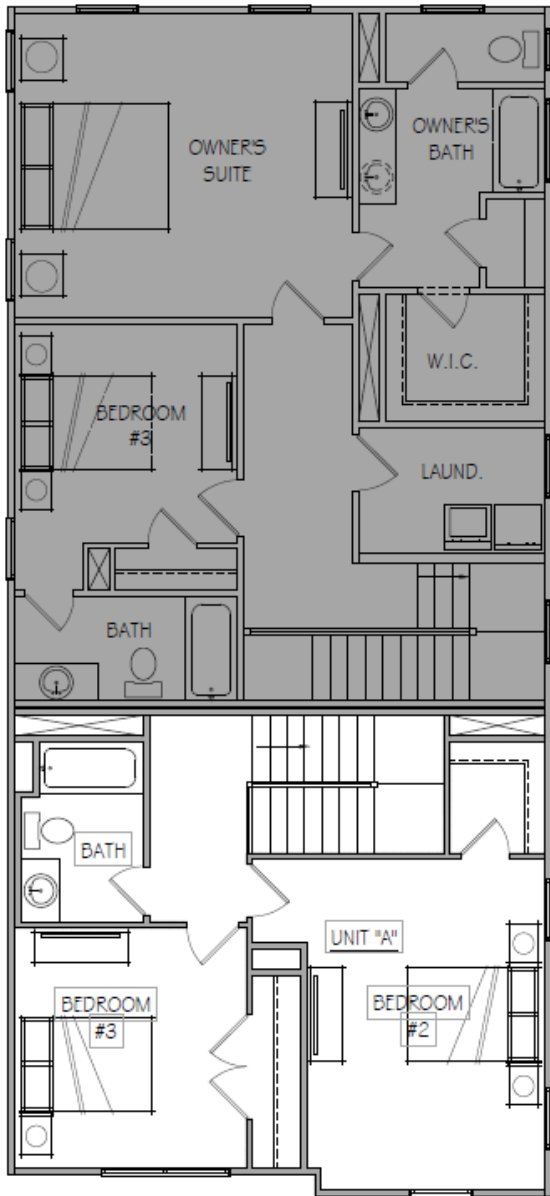 OWNER'S
SUITE
OWNER'S
BATH
W.I.C.
BEDROOM
#3
LAUND.
BATH
BATH
UNIT "A"
BEDROOM
#3
BEDROOM
#2